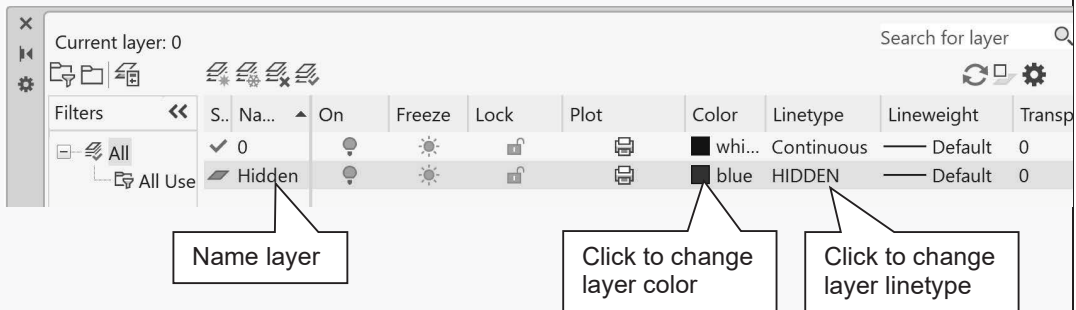 Current layer: 0
Search for layer
Filters
S.. Na... On Freeze Lock Plot Color Linetype Lineweight Transp
All
0 whi... Continuous Default 0
All Use
Hidden blue HIDDEN Default 0
Name layer
Click to change
layer color
Click to change
layer linetype